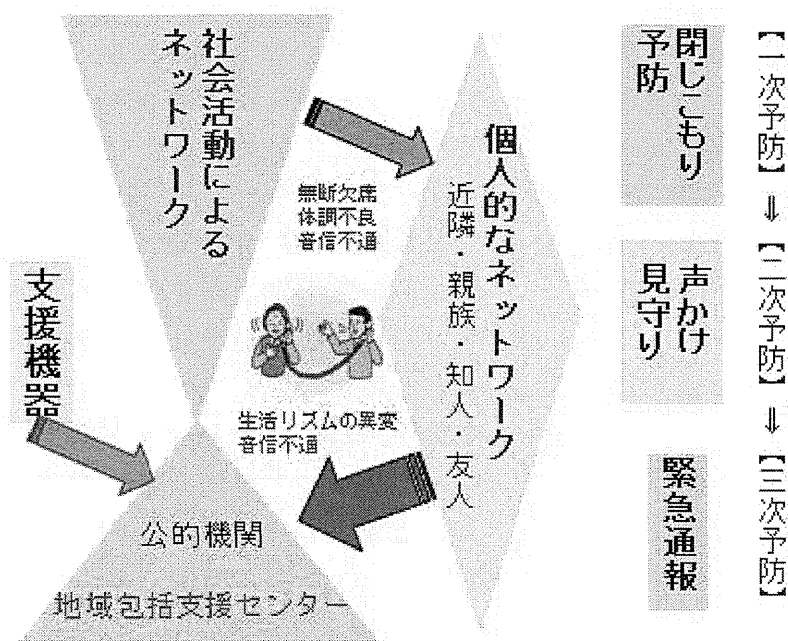 社会活動による
ネットワーク
無断欠席
体調不良
音信不通
個人的なネットワーク
近隣・親族・知人・友人
支援機器
生活リズムの異変
音信不通
公的機関
地域包括支援センター
閉じこもり
予防
声かけ
見守り
緊急通報
【一次予防】⇒【二次予防】⇒【三次予防】